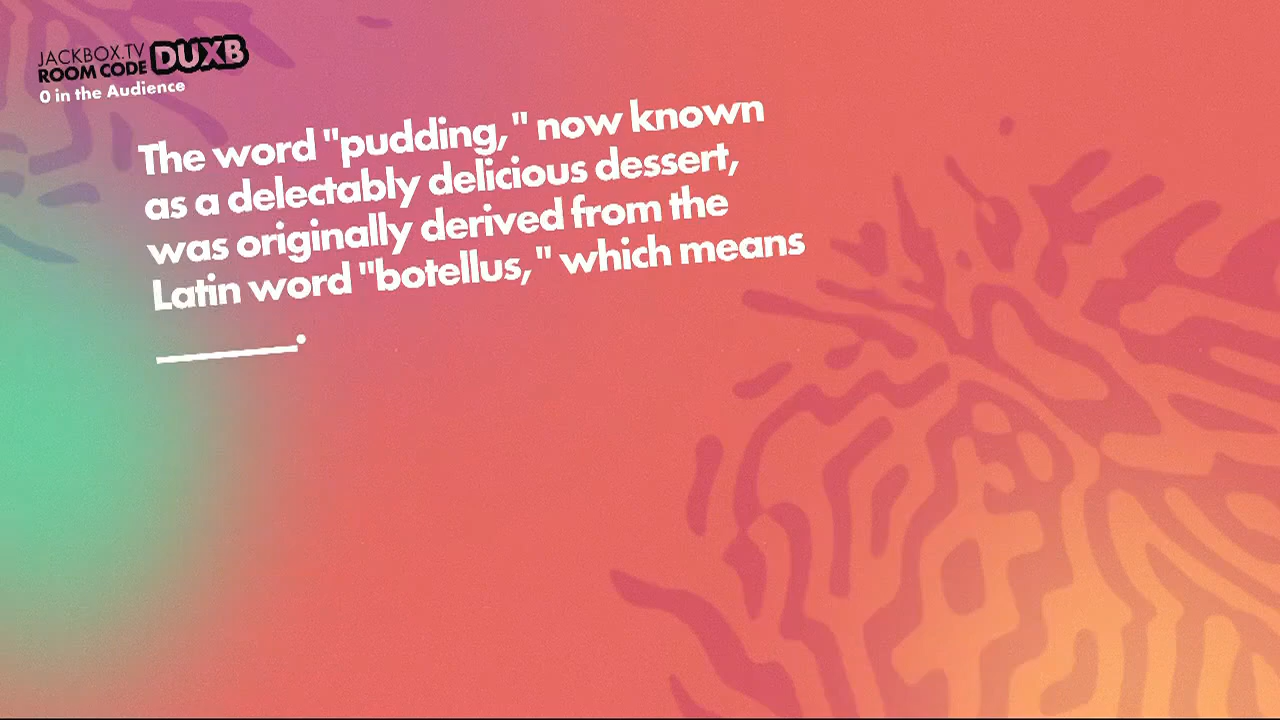 JACKBOX.TV
ROOM CODE DUXB
0 in the Audience
The word "pudding," now known
as a delectably delicious dessert,
was originally derived from the
Latin word "botellus," which means
________.